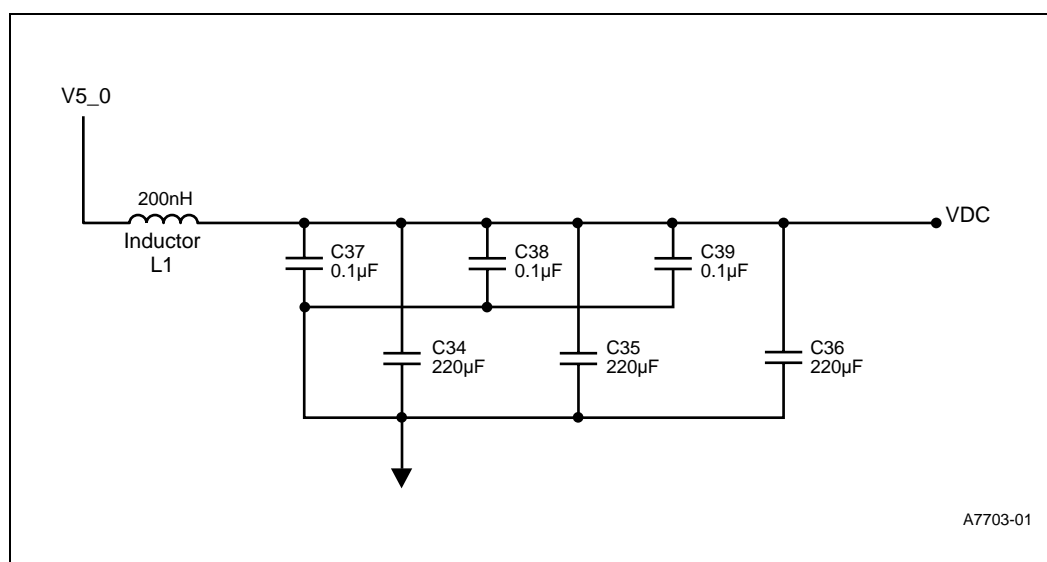 V5_0
200nH
Inductor
L1
VDC
C37
0.1µF
C38
0.1µF
C39
0.1µF
C34
220µF
C35
220µF
C36
220µF
A7703-01